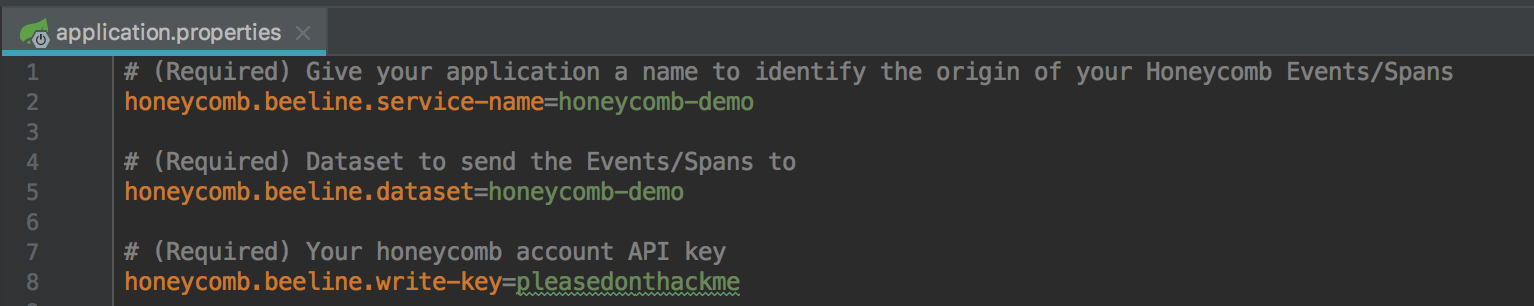 application.properties
1 # (Required) Give your application a name to identify the origin of your Honeycomb Events/Spans
2 honeycomb.beeline.service-name=honeycomb-demo
3
4 # (Required) Dataset to send the Events/Spans to
5 honeycomb.beeline.dataset=honeycomb-demo
6
7 # (Required) Your honeycomb account API key
8 honeycomb.beeline.write-key=pleasedonthackme